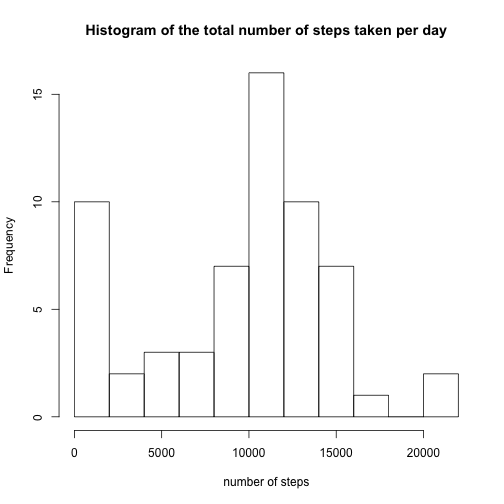 Histogram of the total number of steps taken per day
15
10
5
0
Frequency
0 5000 10000 15000 20000
number of steps